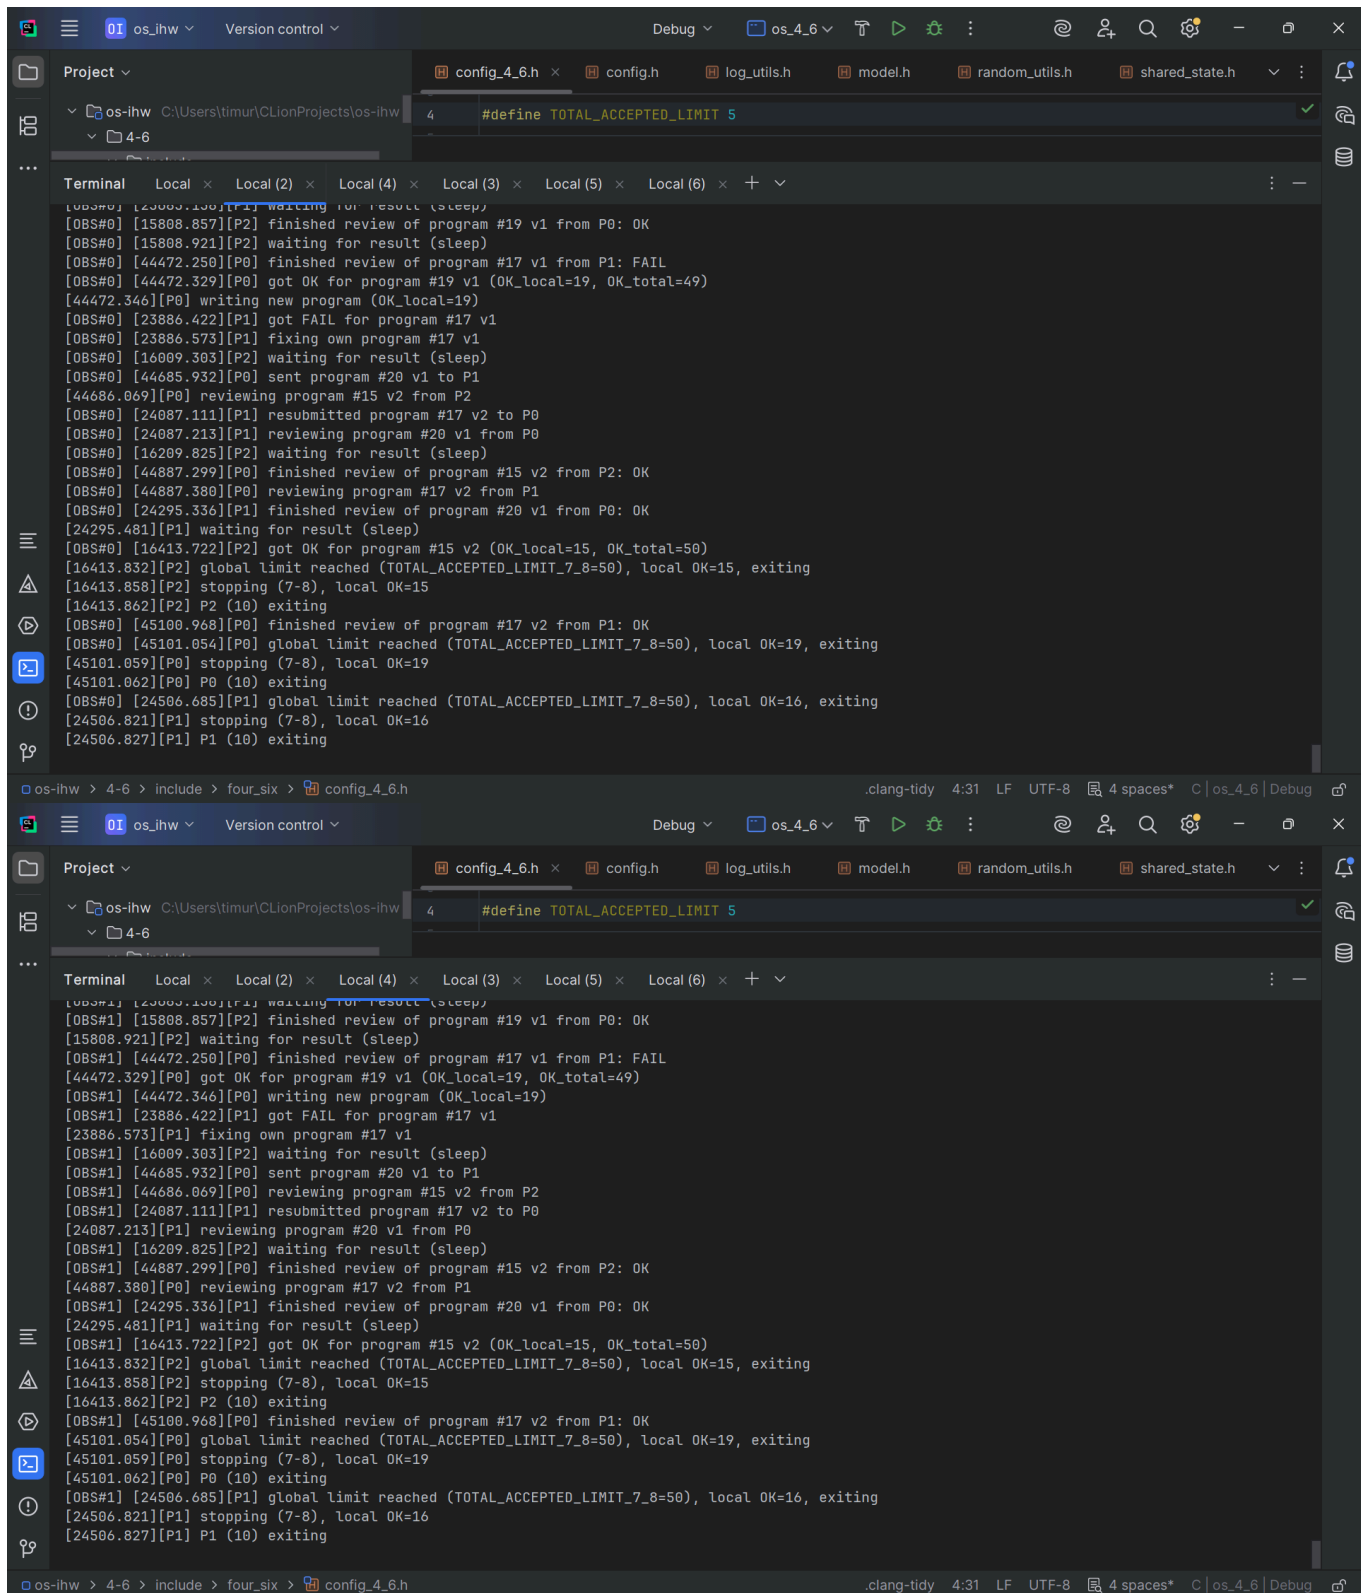 OI os_ihw Version control Debug os_4_6
Project config_4_6.h config.h log_utils.h model.h random_utils.h shared_state.h
os-ihw C:\Users\timur\CLionProjects\os-ihw 4 #define TOTAL_ACCEPTED_LIMIT 5
4-6
Terminal Local Local (2) Local (4) Local (3) Local (5) Local (6)
[OBS#0] [23683.138][P1] waiting for result (sleep)
[OBS#0] [15808.857][P2] finished review of program #19 v1 from P0: OK
[OBS#0] [15808.921][P2] waiting for result (sleep)
[OBS#0] [44472.250][P0] finished review of program #17 v1 from P1: FAIL
[OBS#0] [44472.329][P0] got OK for program #19 v1 (OK_local=19, OK_total=49)
[44472.346][P0] writing new program (OK_local=19)
[OBS#0] [23886.422][P1] got FAIL for program #17 v1
[OBS#0] [23886.573][P1] fixing own program #17 v1
[OBS#0] [16009.303][P2] waiting for result (sleep)
[OBS#0] [44685.932][P0] sent program #20 v1 to P1
[44686.069][P0] reviewing program #15 v2 from P2
[OBS#0] [24087.111][P1] resubmitted program #17 v2 to P0
[OBS#0] [24087.213][P1] reviewing program #20 v1 from P0
[OBS#0] [16209.825][P2] waiting for result (sleep)
[OBS#0] [44887.299][P0] finished review of program #15 v2 from P2: OK
[OBS#0] [44887.380][P0] reviewing program #17 v2 from P1
[OBS#0] [24295.336][P1] finished review of program #20 v1 from P0: OK
[24295.481][P1] waiting for result (sleep)
[OBS#0] [16413.722][P2] got OK for program #15 v2 (OK_local=15, OK_total=50)
[16413.832][P2] global limit reached (TOTAL_ACCEPTED_LIMIT_7_8=50), local OK=15, exiting
[16413.858][P2] stopping (7-8), local OK=15
[16413.862][P2] P2 (10) exiting
[OBS#0] [45100.968][P0] finished review of program #17 v2 from P1: OK
[OBS#0] [45101.054][P0] global limit reached (TOTAL_ACCEPTED_LIMIT_7_8=50), local OK=19, exiting
[45101.059][P0] stopping (7-8), local OK=19
[45101.062][P0] P0 (10) exiting
[OBS#0] [24506.685][P1] global limit reached (TOTAL_ACCEPTED_LIMIT_7_8=50), local OK=16, exiting
[24506.821][P1] stopping (7-8), local OK=16
[24506.827][P1] P1 (10) exiting
os-ihw > 4-6 > include > four_six > config_4_6.h .clang-tidy 4:31 LF UTF-8 4 spaces* C | os_4_6 | Debug
OI os_ihw Version control Debug os_4_6
Project config_4_6.h config.h log_utils.h model.h random_utils.h shared_state.h
os-ihw C:\Users\timur\CLionProjects\os-ihw 4 #define TOTAL_ACCEPTED_LIMIT 5
4-6
Terminal Local Local (2) Local (4) Local (3) Local (5) Local (6)
[OBS#1] [23683.138][P1] waiting for result (sleep)
[OBS#1] [15808.857][P2] finished review of program #19 v1 from P0: OK
[15808.921][P2] waiting for result (sleep)
[OBS#1] [44472.250][P0] finished review of program #17 v1 from P1: FAIL
[44472.329][P0] got OK for program #19 v1 (OK_local=19, OK_total=49)
[OBS#1] [44472.346][P0] writing new program (OK_local=19)
[OBS#1] [23886.422][P1] got FAIL for program #17 v1
[23886.573][P1] fixing own program #17 v1
[OBS#1] [16009.303][P2] waiting for result (sleep)
[OBS#1] [44685.932][P0] sent program #20 v1 to P1
[OBS#1] [44686.069][P0] reviewing program #15 v2 from P2
[OBS#1] [24087.111][P1] resubmitted program #17 v2 to P0
[24087.213][P1] reviewing program #20 v1 from P0
[OBS#1] [16209.825][P2] waiting for result (sleep)
[OBS#1] [44887.299][P0] finished review of program #15 v2 from P2: OK
[44887.380][P0] reviewing program #17 v2 from P1
[OBS#1] [24295.336][P1] finished review of program #20 v1 from P0: OK
[24295.481][P1] waiting for result (sleep)
[OBS#1] [16413.722][P2] got OK for program #15 v2 (OK_local=15, OK_total=50)
[16413.832][P2] global limit reached (TOTAL_ACCEPTED_LIMIT_7_8=50), local OK=15, exiting
[16413.858][P2] stopping (7-8), local OK=15
[16413.862][P2] P2 (10) exiting
[OBS#1] [45100.968][P0] finished review of program #17 v2 from P1: OK
[45101.054][P0] global limit reached (TOTAL_ACCEPTED_LIMIT_7_8=50), local OK=19, exiting
[45101.059][P0] stopping (7-8), local OK=19
[45101.062][P0] P0 (10) exiting
[OBS#1] [24506.685][P1] global limit reached (TOTAL_ACCEPTED_LIMIT_7_8=50), local OK=16, exiting
[24506.821][P1] stopping (7-8), local OK=16
[24506.827][P1] P1 (10) exiting
os-ihw > 4-6 > include > four_six > config_4_6.h .clang-tidy 4:31 LF UTF-8 4 spaces* C | os_4_6 | Debug